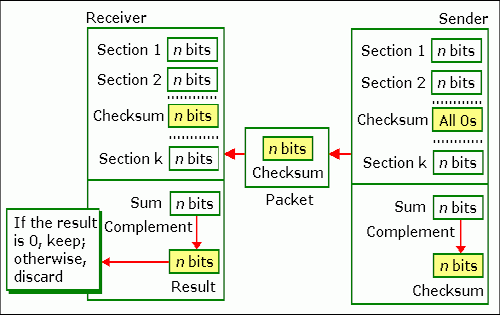 Receiver
Sender
Section 1 n bits
Section 2 n bits
Checksum n bits
Section k n bits
Sum n bits
Complement
n bits
Result
If the result
is 0, keep;
otherwise,
discard
n bits
Checksum
Packet
Section 1 n bits
Section 2 n bits
Checksum All 0s
Section k n bits
Sum n bits
Complement
n bits
Checksum